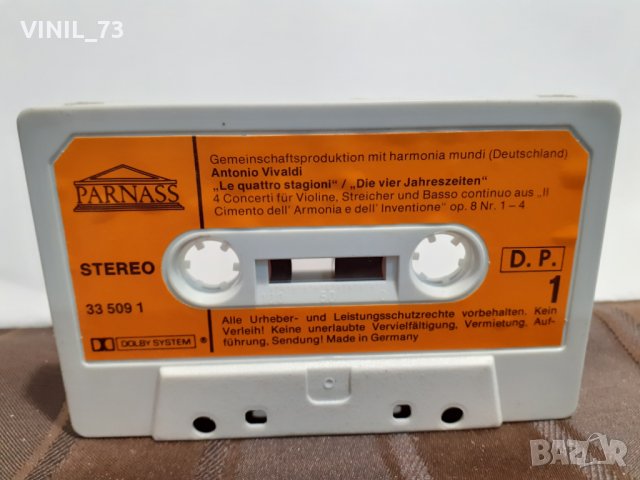 VINIL_73
PARNASS
Gemeinschaftsproduktion mit harmonia mundi (Deutschland)
Antonio Vivaldi
„Le quattro stagioni“ / „Die vier Jahreszeiten“
4 Concerti für Violine, Streicher und Basso continuo aus „Il
Cimento dell' Armonia e dell' Inventione“ op. 8 Nr. 1 – 4
STEREO
D. P.
33 509 1
1
Alle Urheber- und Leistungsschutzrechte vorbehalten. Kein
Verleih! Keine unerlaubte Vervielfältigung, Vermietung, Auf-
führung, Sendung! Made in Germany
DOLBY SYSTEM ®
BAZAR